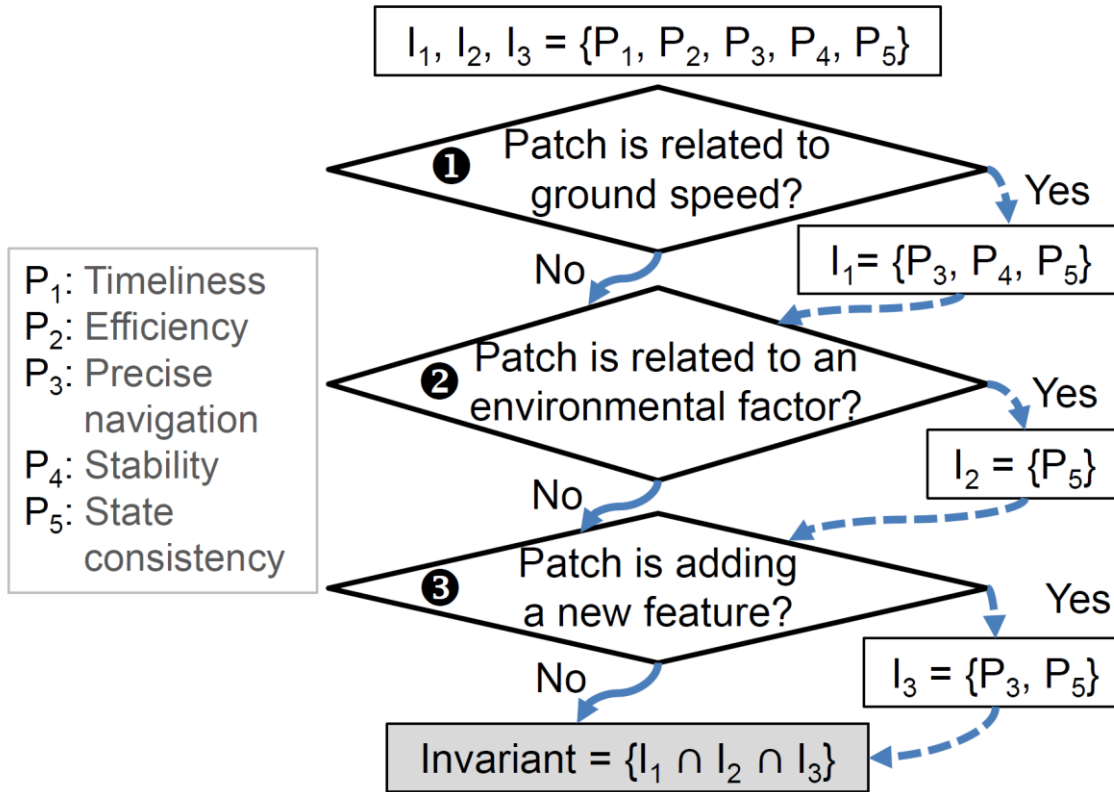 I₁, I₂, I₃ = {P₁, P₂, P₃, P₄, P₅}
❶ Patch is related to
ground speed?
Yes
No
I₁= {P₃, P₄, P₅}
P₁: Timeliness
P₂: Efficiency
P₃: Precise
navigation
P₄: Stability
P₅: State
consistency
❷ Patch is related to an
environmental factor?
Yes
No
I₂ = {P₅}
❸ Patch is adding
a new feature?
Yes
No
I₃ = {P₃, P₅}
Invariant = {I₁ ∩ I₂ ∩ I₃}